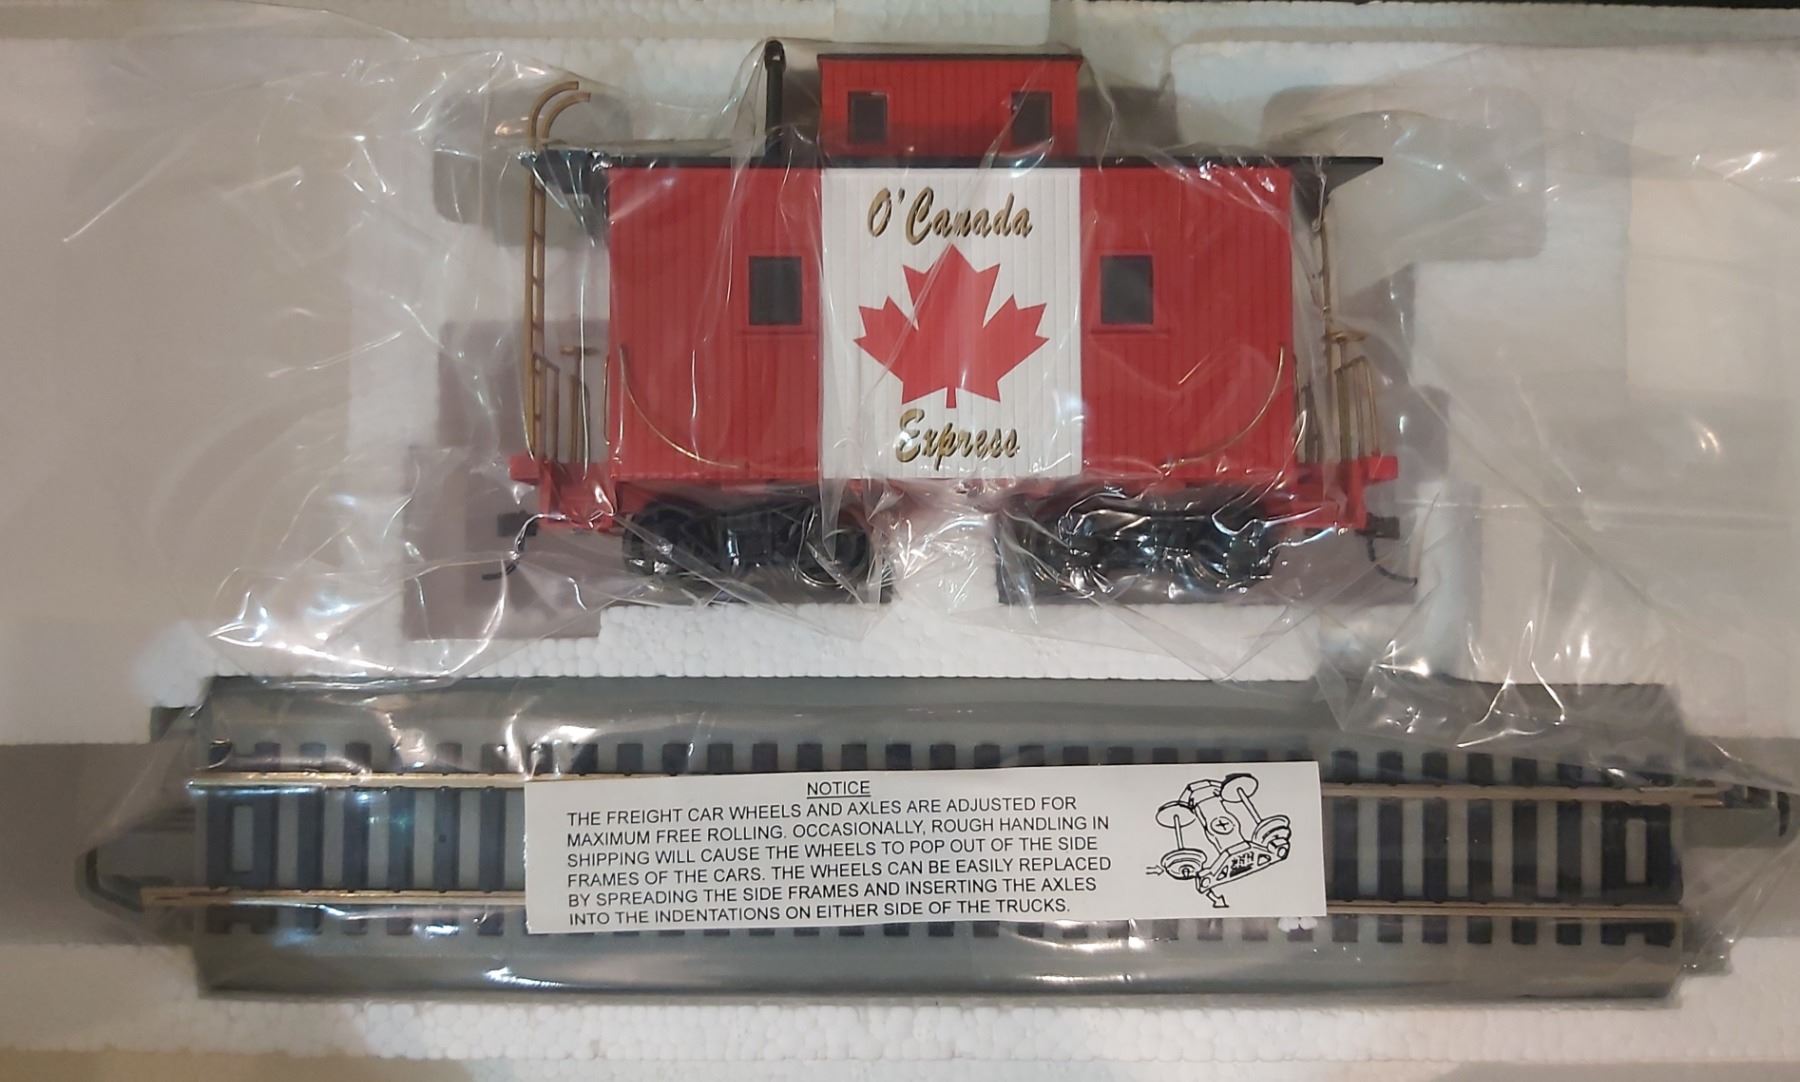 O' Canada
Express
NOTICE
THE FREIGHT CAR WHEELS AND AXLES ARE ADJUSTED FOR
MAXIMUM FREE ROLLING. OCCASIONALLY, ROUGH HANDLING IN
SHIPPING WILL CAUSE THE WHEELS TO POP OUT OF THE SIDE
FRAMES OF THE CARS. THE WHEELS CAN BE EASILY REPLACED
BY SPREADING THE SIDE FRAMES AND INSERTING THE AXLES
INTO THE INDENTATIONS ON EITHER SIDE OF THE TRUCKS.